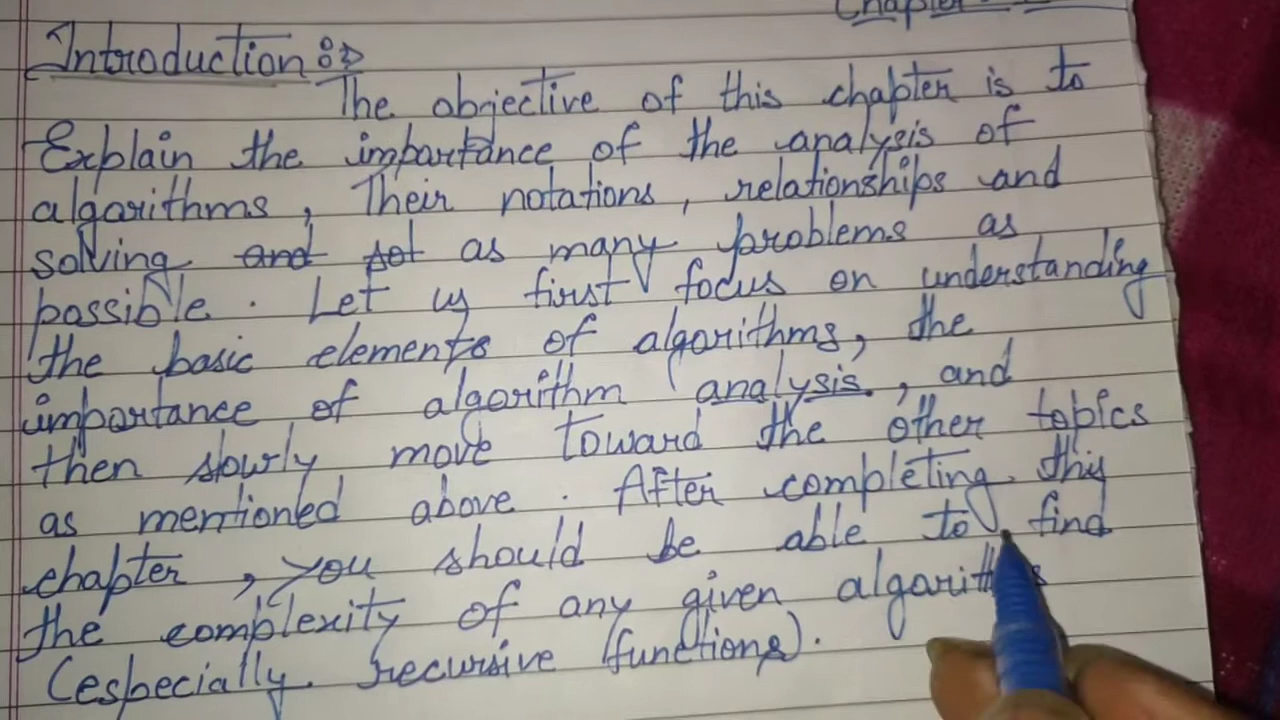 Chapter
Introduction :>
The objective of this chapter is to
Explain the importance of the analysis of
algorithms, Their notations, relationships and
solving and sol as many problems as
possible. Let us first focus on understanding
the basic elements of algorithms, the
importance of algorithm analysis, and
then slowly move toward the other topics
as mentioned above. After completing this
chapter, you should be able to find
the complexity of any given
(especially recursive functions).